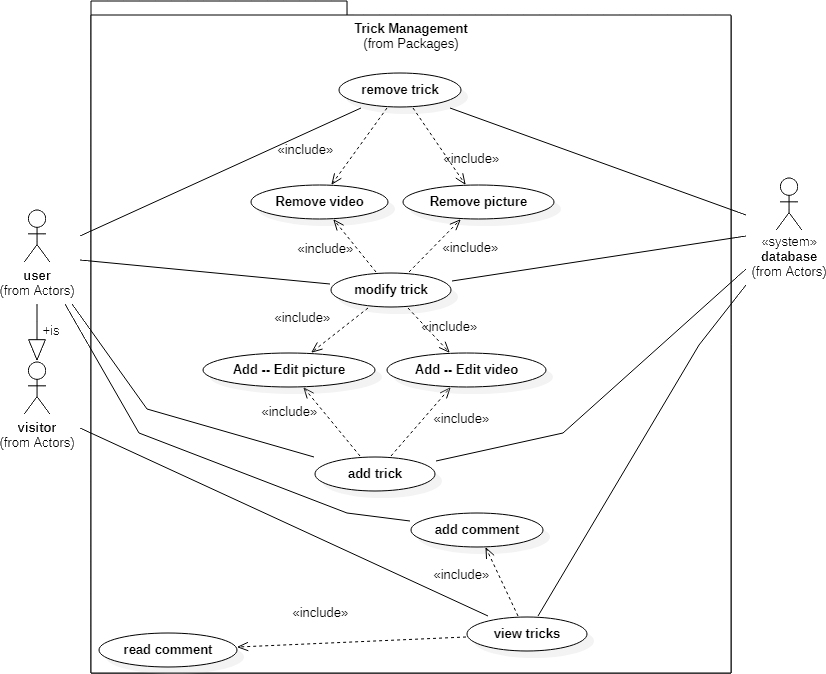 Trick Management
(from Packages)
remove trick
«include»
«include»
Remove video
Remove picture
«include»
«include»
user
(from Actors)
«system»
database
(from Actors)
modify trick
«include»
«include»
+is
Add -- Edit picture
Add -- Edit video
«include»
«include»
visitor
(from Actors)
add trick
add comment
«include»
«include»
view tricks
read comment